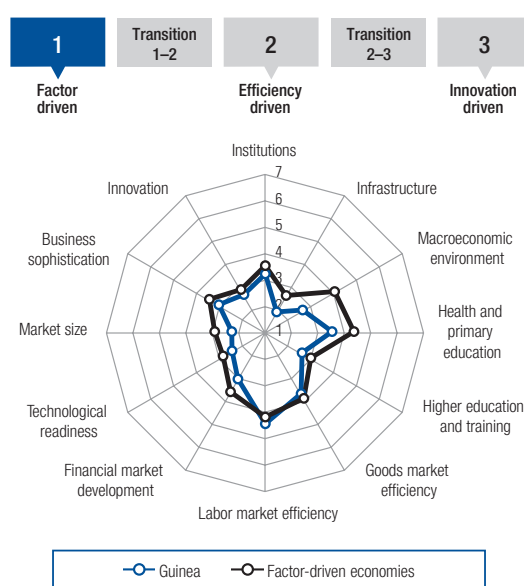 1
Transition
1–2
2
Transition
2–3
3
Factor
driven
Efficiency
driven
Innovation
driven
Institutions
7
6
5
4
3
2
1
Infrastructure
Macroeconomic
environment
Health and
primary
education
Higher education
and training
Goods market
efficiency
Labor market efficiency
Financial market
development
Technological
readiness
Market size
Business
sophistication
Innovation
Guinea
Factor-driven economies